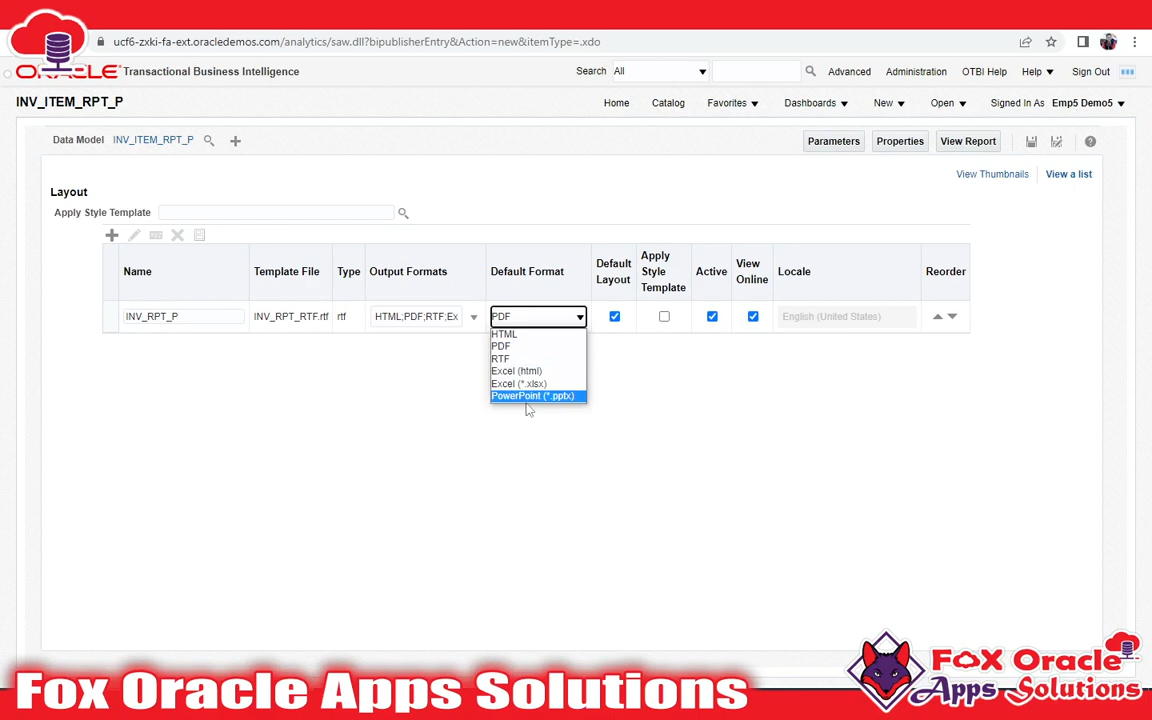 ucf6-zxki-fa-ext.oracledemos.com/analytics/saw.dll?bipublisherEntry&Action=new&itemType=.xdo
ORACLE Transactional Business Intelligence
Search All Advanced Administration OTBI Help Help Sign Out
INV_ITEM_RPT_P
Home Catalog Favorites Dashboards New Open Signed In As Emp5 Demo5
Data Model INV_ITEM_RPT_P Parameters Properties View Report
View Thumbnails View a list
Layout
Apply Style Template
Name Template File Type Output Formats Default Format Default Layout Apply Style Template Active View Online Locale Reorder
INV_RPT_P INV_RPT_RTF.rtf rtf HTML;PDF;RTF;Ex PDF English (United States)
HTML
PDF
RTF
Excel (html)
Excel (*.xlsx)
PowerPoint (*.pptx)
Fox Oracle Apps Solutions
Fox Oracle
Apps Solutions